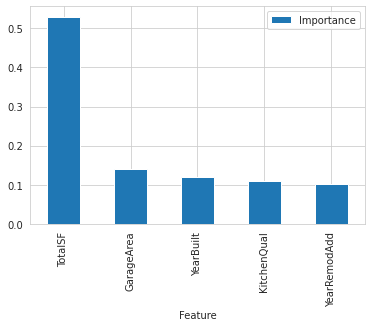 Importance
0.5
0.4
0.3
0.2
0.1
0.0
TotalSF
GarageArea
YearBuilt
KitchenQual
YearRemodAdd
Feature